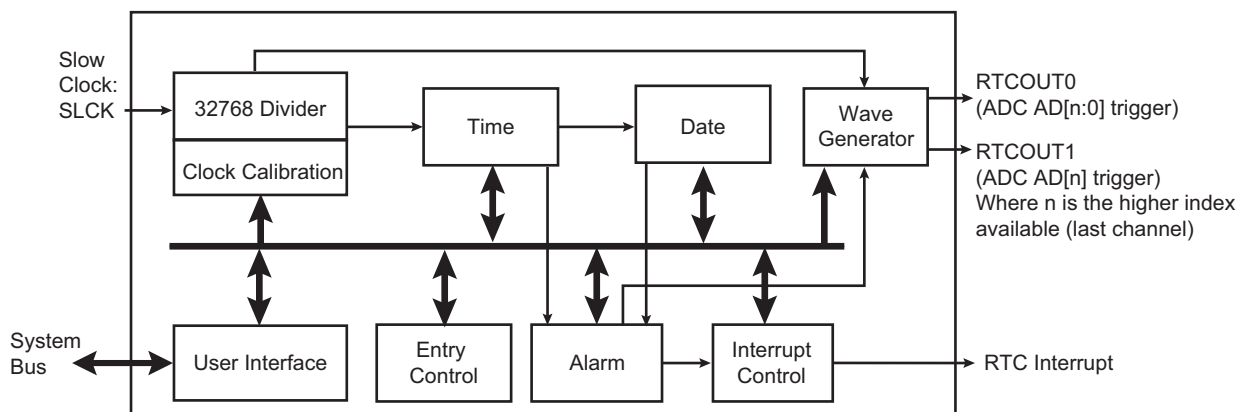 Slow
Clock:
SLCK
32768 Divider
Clock Calibration
Time
Date
Wave
Generator
RTCOUT0
(ADC AD[n:0] trigger)
RTCOUT1
(ADC AD[n] trigger)
Where n is the higher index
available (last channel)
System
Bus
User Interface
Entry
Control
Alarm
Interrupt
Control
RTC Interrupt